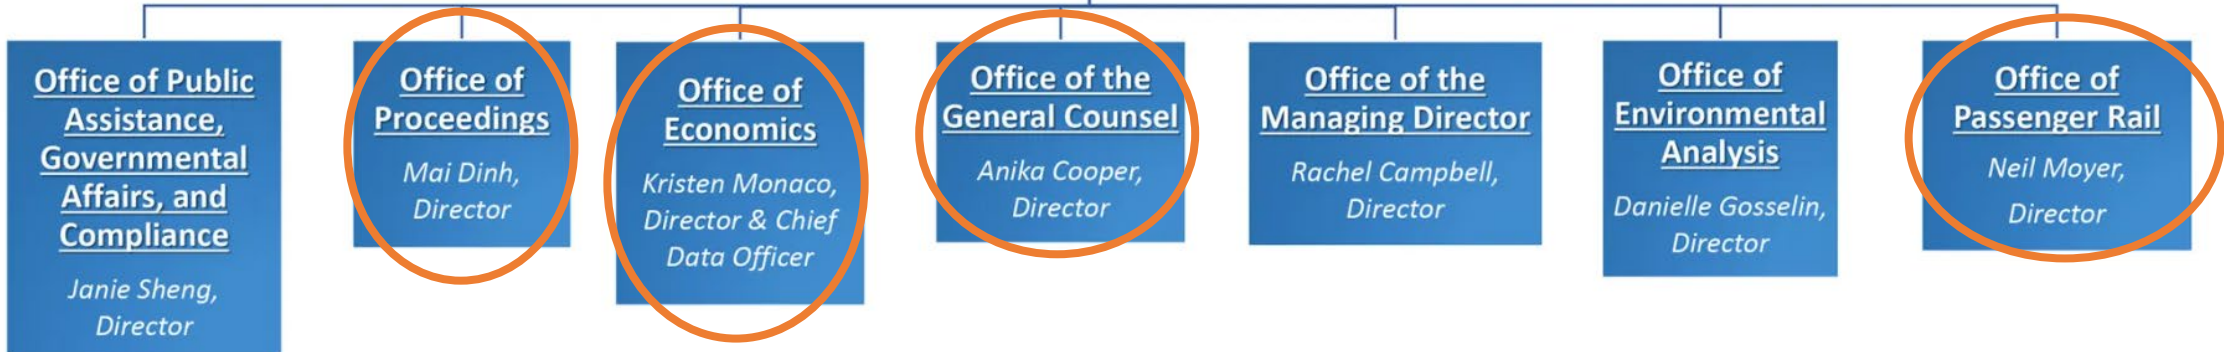 Office of Public
Assistance,
Governmental
Affairs, and
Compliance
Janie Sheng,
Director
Office of
Proceedings
Mai Dinh,
Director
Office of
Economics
Kristen Monaco,
Director & Chief
Data Officer
Office of the
General Counsel
Anika Cooper,
Director
Office of the
Managing Director
Rachel Campbell,
Director
Office of
Environmental
Analysis
Danielle Gosselin,
Director
Office of
Passenger Rail
Neil Moyer,
Director